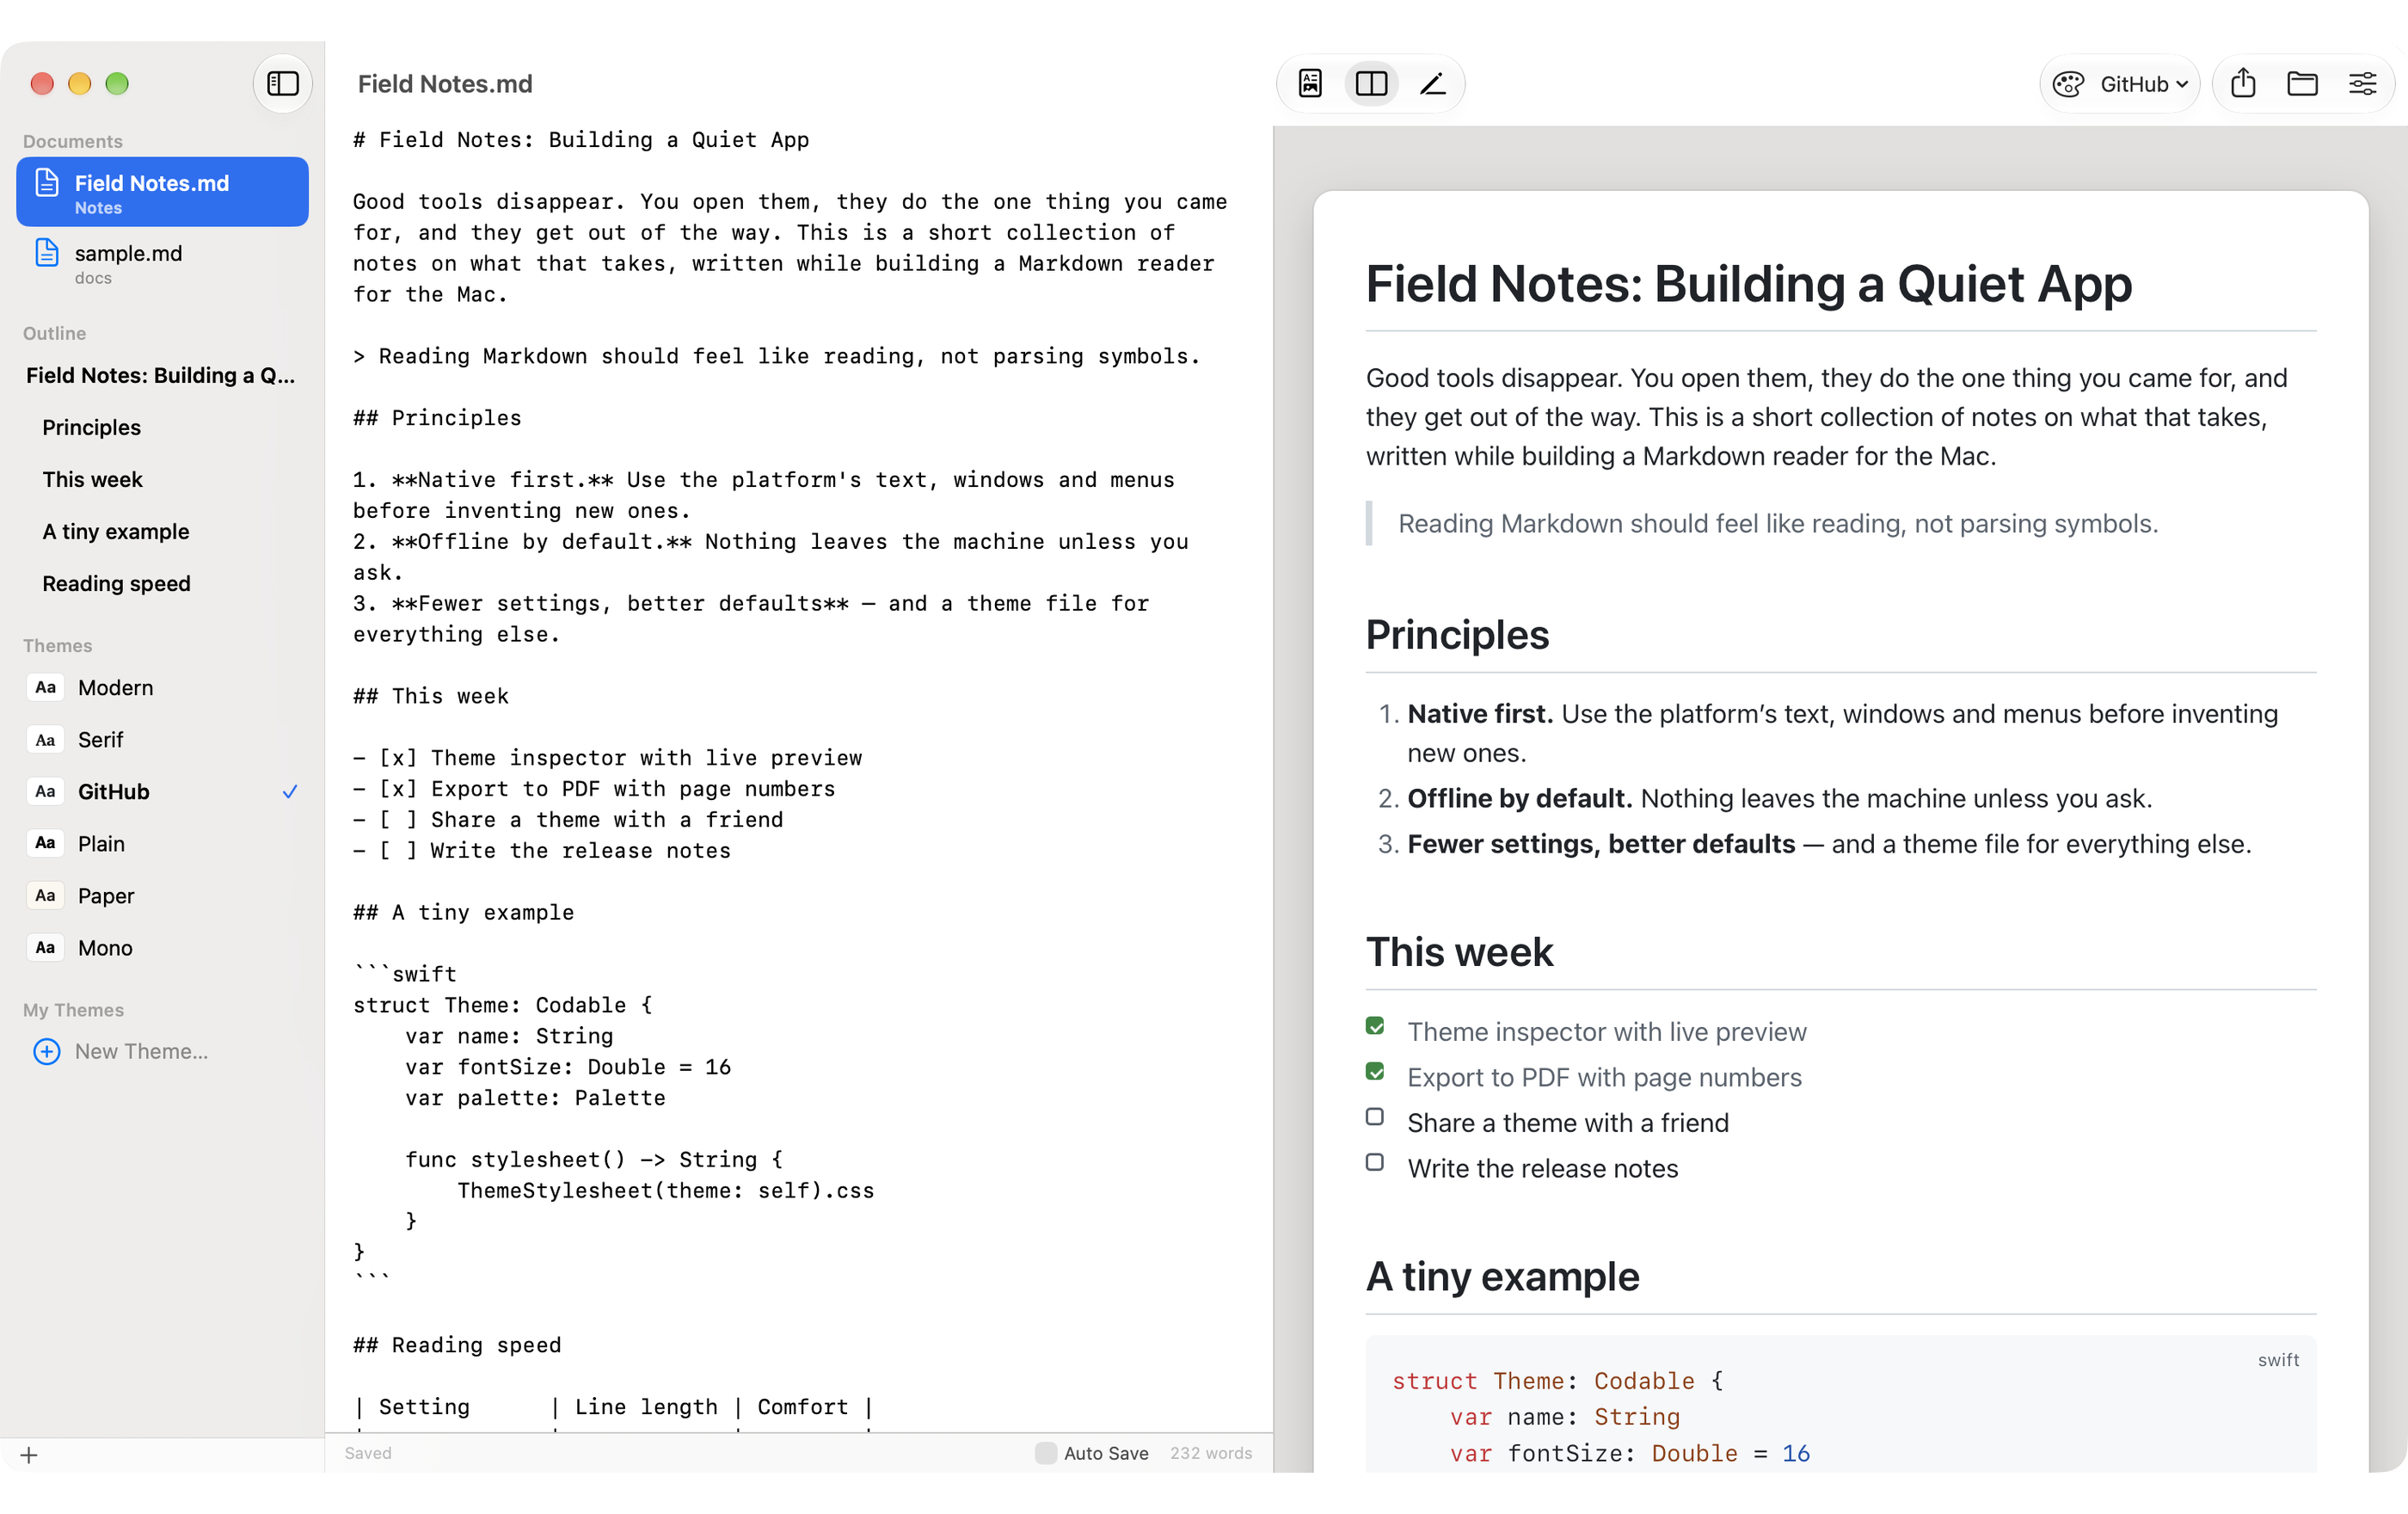 Field Notes.md
GitHub
Documents
Field Notes.md
Notes
sample.md
docs
Outline
Field Notes: Building a Q...
Principles
This week
A tiny example
Reading speed
Themes
Aa Modern
Aa Serif
Aa GitHub
Aa Plain
Aa Paper
Aa Mono
My Themes
New Theme...
# Field Notes: Building a Quiet App
Good tools disappear. You open them, they do the one thing you came
for, and they get out of the way. This is a short collection of
notes on what that takes, written while building a Markdown reader
for the Mac.
> Reading Markdown should feel like reading, not parsing symbols.
## Principles
1. **Native first.** Use the platform's text, windows and menus
before inventing new ones.
2. **Offline by default.** Nothing leaves the machine unless you
ask.
3. **Fewer settings, better defaults** — and a theme file for
everything else.
## This week
- [x] Theme inspector with live preview
- [x] Export to PDF with page numbers
- [ ] Share a theme with a friend
- [ ] Write the release notes
## A tiny example
```swift
struct Theme: Codable {
    var name: String
    var fontSize: Double = 16
    var palette: Palette
    func stylesheet() -> String {
        ThemeStylesheet(theme: self).css
    }
}
```
## Reading speed
| Setting      | Line length | Comfort |
Saved
Auto Save
232 words
Field Notes: Building a Quiet App
Good tools disappear. You open them, they do the one thing you came for, and
they get out of the way. This is a short collection of notes on what that takes,
written while building a Markdown reader for the Mac.
Reading Markdown should feel like reading, not parsing symbols.
Principles
1. Native first. Use the platform’s text, windows and menus before inventing
new ones.
2. Offline by default. Nothing leaves the machine unless you ask.
3. Fewer settings, better defaults — and a theme file for everything else.
This week
Theme inspector with live preview
Export to PDF with page numbers
Share a theme with a friend
Write the release notes
A tiny example
swift
struct Theme: Codable {
    var name: String
    var fontSize: Double = 16